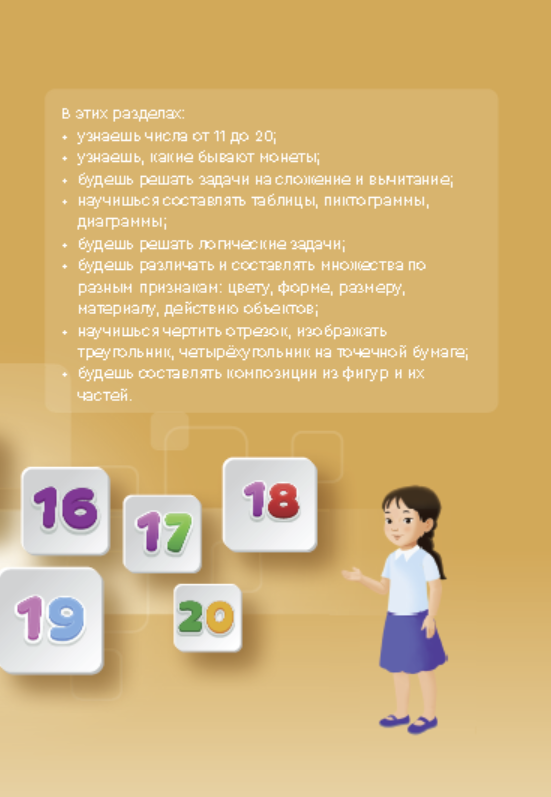 В этих разделах:
• узнаешь числа от 11 до 20;
• узнаешь, какие бывают монеты;
• будешь решать задачи на сложение и вычитание;
• научишься составлять таблицы, пиктограммы,
диаграммы;
• будешь решать логические задачи;
• будешь различать и составлять множества по
разным признакам: цвету, форме, размеру,
материалу, действию объектов;
• научишься чертить отрезок, изображать
треугольник, четырёхугольник на точечной бумаге;
• будешь составлять композиции из фигур и их
частей.
16
17
18
19
20